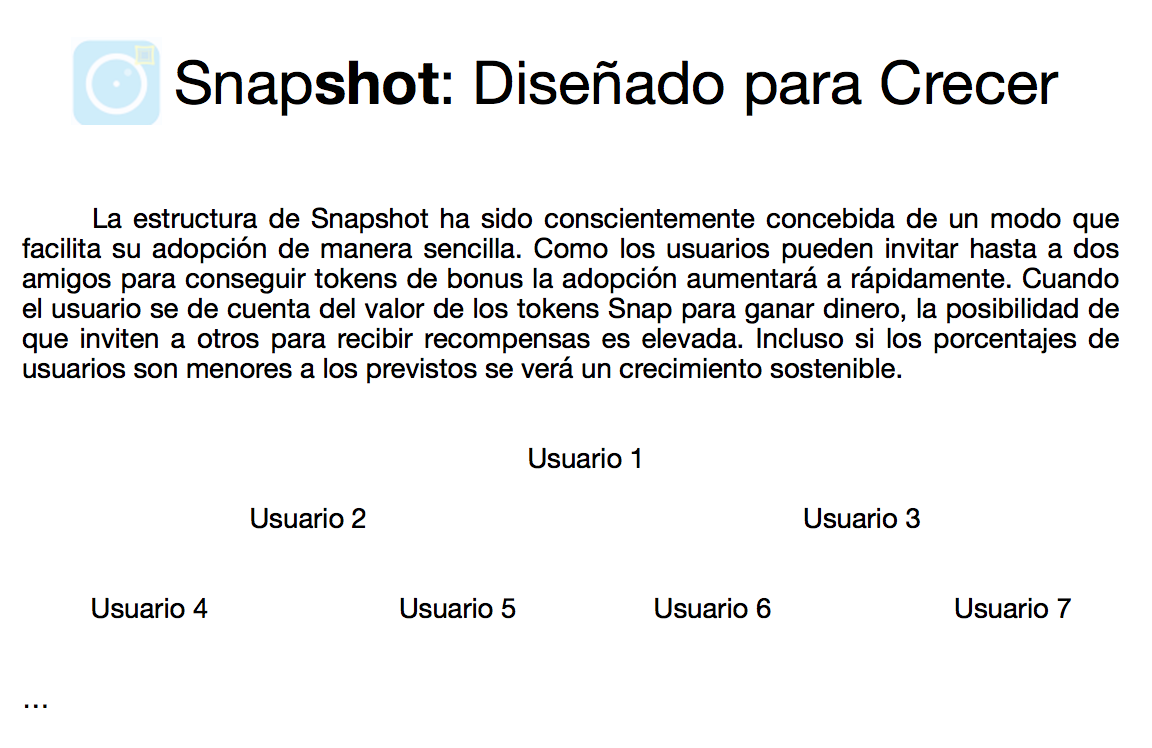 Snapshot: Diseñado para Crecer
La estructura de Snapshot ha sido conscientemente concebida de un modo que
facilita su adopción de manera sencilla. Como los usuarios pueden invitar hasta a dos
amigos para conseguir tokens de bonus la adopción aumentará a rápidamente. Cuando
el usuario se de cuenta del valor de los tokens Snap para ganar dinero, la posibilidad de
que inviten a otros para recibir recompensas es elevada. Incluso si los porcentajes de
usuarios son menores a los previstos se verá un crecimiento sostenible.
Usuario 1
Usuario 2 Usuario 3
Usuario 4 Usuario 5 Usuario 6 Usuario 7
...